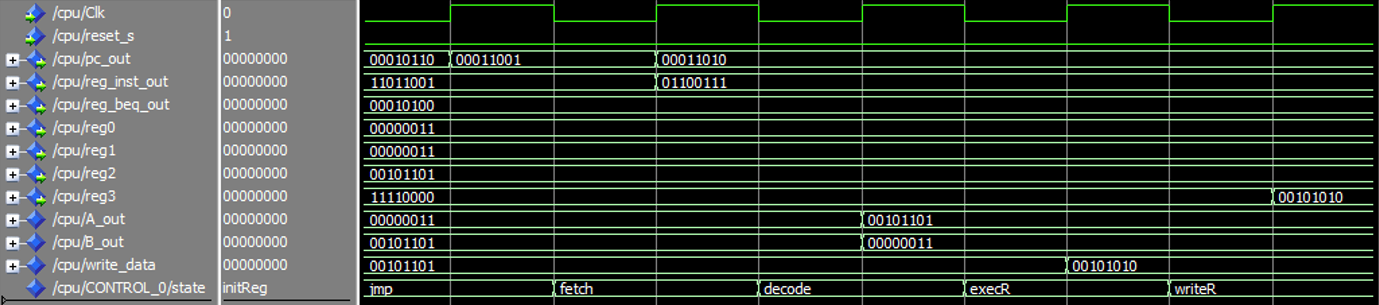 /cpu/Clk 0
/cpu/reset_s 1
/cpu/pc_out 00000000 00010110 00011001 00011010
/cpu/reg_inst_out 00000000 11011001 01100111
/cpu/reg_beq_out 00000000 00010100
/cpu/reg0 00000000 00000011
/cpu/reg1 00000000 00000011
/cpu/reg2 00000000 00101101
/cpu/reg3 00000000 11110000 00101010
/cpu/A_out 00000000 00000011 00101101
/cpu/B_out 00000000 00101101 00000011
/cpu/write_data 00000000 00101101 00101010
/cpu/CONTROL_0/state initReg jmp fetch decode execR writeR